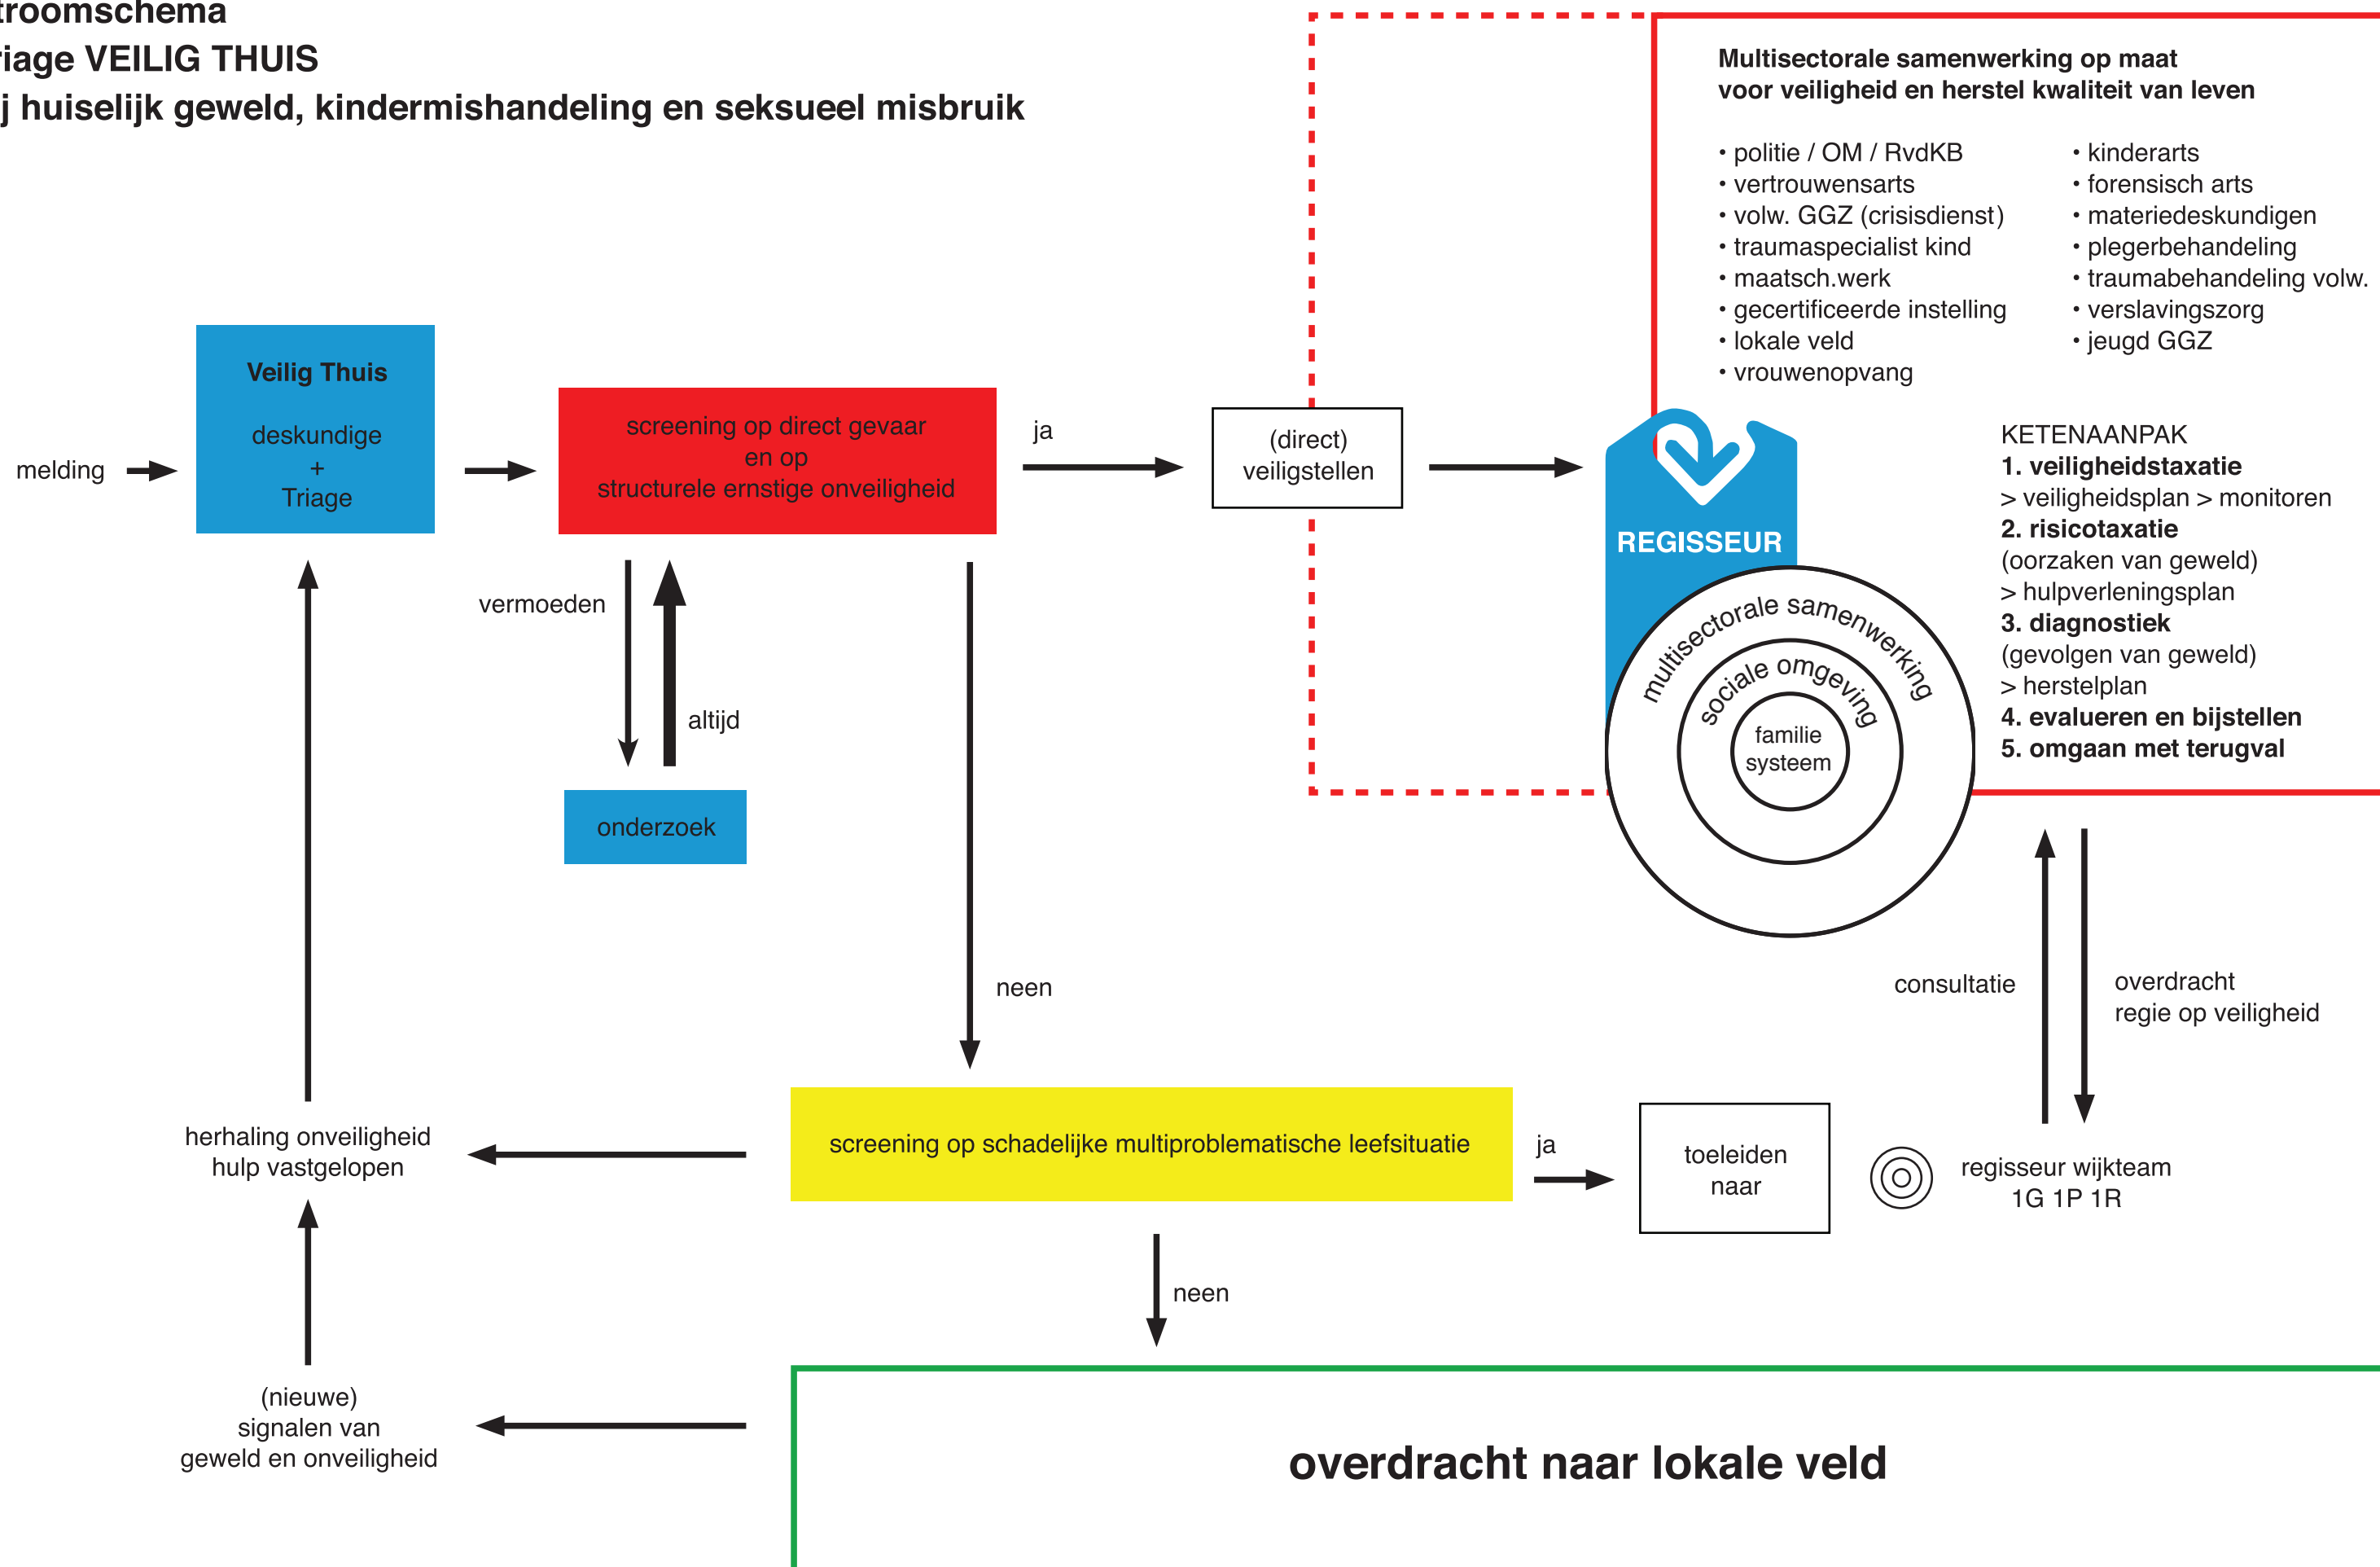 troomschema
riage VEILIG THUIS
j huiselijk geweld, kindermishandeling en seksueel misbruik
Multisectorale samenwerking op maat
voor veiligheid en herstel kwaliteit van leven
• politie / OM / RvdKB
• vertrouwensarts
• volw. GGZ (crisisdienst)
• traumaspecialist kind
• maatsch.werk
• gecertificeerde instelling
• lokale veld
• vrouwenopvang
• kinderarts
• forensisch arts
• materiedeskundigen
• plegerbehandeling
• traumabehandeling volw.
• verslavingszorg
• jeugd GGZ
melding
Veilig Thuis
deskundige
+
Triage
screening op direct gevaar
en op
structurele ernstige onveiligheid
ja
(direct)
veiligstellen
REGISSEUR
multisectorale samenwerking
sociale omgeving
familie
systeem
KETENAANPAK
1. veiligheidstaxatie
> veiligheidsplan > monitoren
2. risicotaxatie
(oorzaken van geweld)
> hulpverleningsplan
3. diagnostiek
(gevolgen van geweld)
> herstelplan
4. evalueren en bijstellen
5. omgaan met terugval
vermoeden
altijd
onderzoek
neen
consultatie
overdracht
regie op veiligheid
herhaling onveiligheid
hulp vastgelopen
screening op schadelijke multiproblematische leefsituatie
ja
toeleiden
naar
regisseur wijkteam
1G 1P 1R
neen
(nieuwe)
signalen van
geweld en onveiligheid
overdracht naar lokale veld